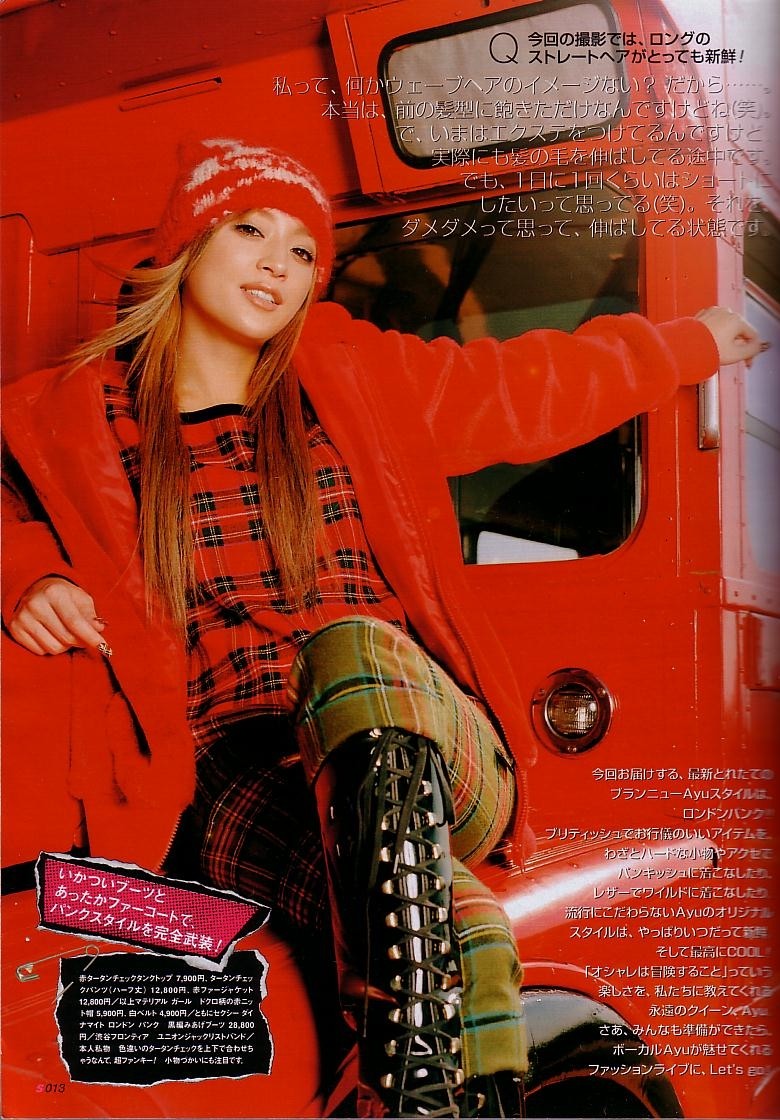 Q 今回の撮影では、ロングの
ストレートヘアがとっても新鮮!
私って、何かウェーブヘアのイメージない? だから……。
本当は、前の髪型に飽きただけなんですけどね(笑)。
で、いまはエクステをつけてるんですけど
実際にも髪の毛を伸ばしてる途中です。
でも、1日に1回くらいはショートに
したいって思ってる(笑)。それを
ダメダメって思って、伸ばしてる状態です。
今回お届けする、最新とれたての
ブランニューAyuスタイルは、
ロンドンパンク!!
ブリティッシュでお行儀のいいアイテムを、
わざとハードな小物やアクセで
パンキッシュに着こなしたり、
レザーでワイルドに着こなしたり。
流行にこだわらないAyuのオリジナル
スタイルは、やっぱりいつだって新鮮
そして最高にCOOL!
「オシャレは冒険すること」っていう
楽しさを、私たちに教えてくれる
永遠のクイーン、Ayu。
さあ、みんなも準備ができたら、
ボーカルAyuが魅せてくれる
ファッションライブに、Let's go!
いかついブーツと
あったかファーコートで、
パンクスタイルを完全武装!
赤タータンチェックタンクトップ 7,900円、タータンチェッ
クパンツ(ハーフ丈) 12,800円、赤ファージャケット
12,800円/以上マテリアル ガール ドクロ柄の赤ニッ
ト帽 5,900円、白ベルト 4,900円/ともにセクシー ダイ
ナマイト ロンドン パンク 黒編みあげブーツ 28,800
円/渋谷フロンティア ユニオンジャックリストバンド/
本人私物 色違いのタータンチェックを上下で合わせち
ゃうなんて、超ファンキー! 小物つかいにも注目です。
S013